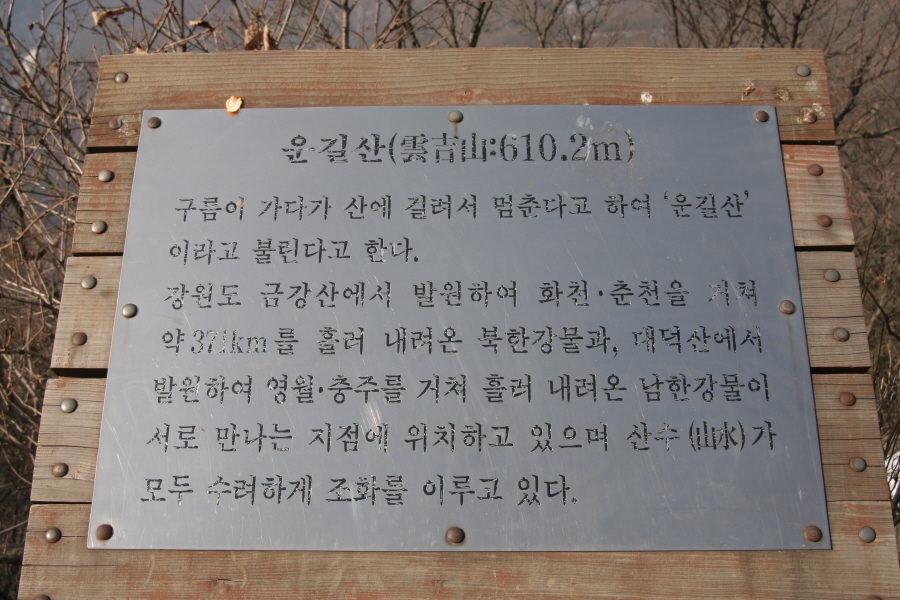 운길산(雲吉山:610.2m)
구름이 가다가 산에 걸려서 멈춘다고 하여 ‘운길산’
이라고 불린다고 한다.
강원도 금강산에서 발원하여 화천·춘천을 거쳐
약 371km를 흘러 내려온 북한강물과, 대덕산에서
발원하여 영월·충주를 거쳐 흘러 내려온 남한강물이
서로 만나는 지점에 위치하고 있으며 산수(山水)가
모두 수려하게 조화를 이루고 있다.